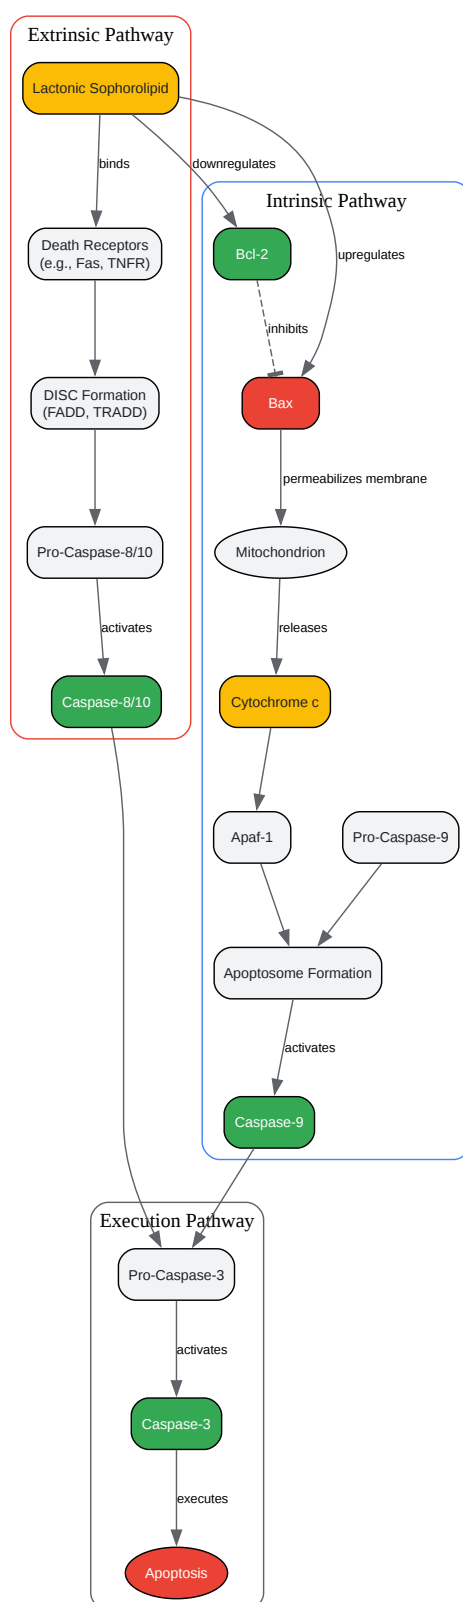 Extrinsic Pathway
Lactonic Sophorolipid
binds
downregulates
Intrinsic Pathway
Death Receptors
(e.g., Fas, TNFR)
Bcl-2
upregulates
inhibits
DISC Formation
(FADD, TRADD)
Bax
permeabilizes membrane
Pro-Caspase-8/10
Mitochondrion
activates
releases
Caspase-8/10
Cytochrome c
Apaf-1
Pro-Caspase-9
Apoptosome Formation
activates
Caspase-9
Execution Pathway
Pro-Caspase-3
activates
Caspase-3
executes
Apoptosis